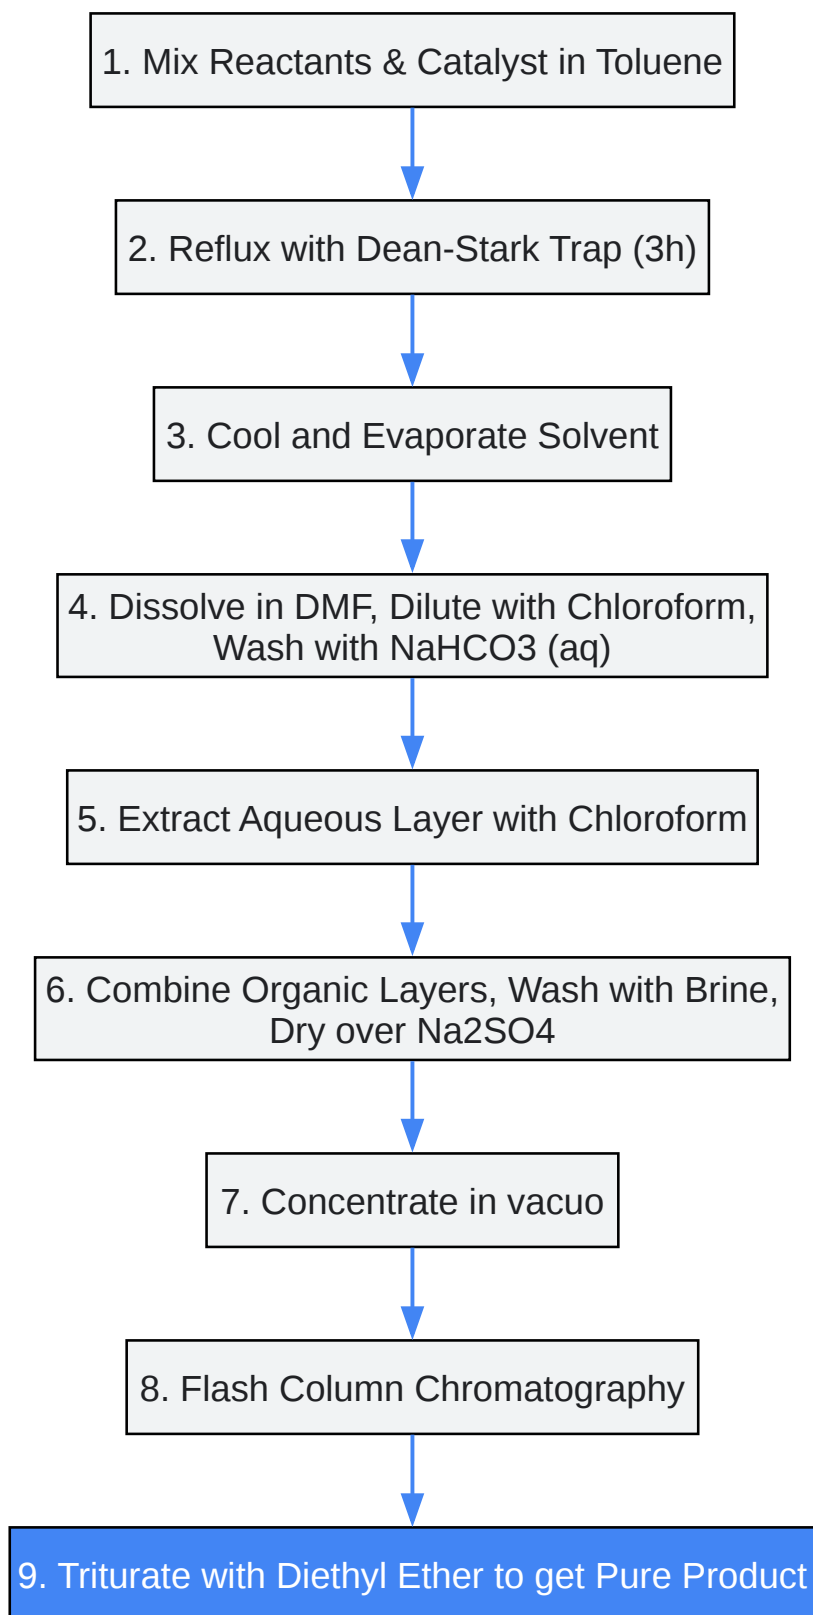 1. Mix Reactants & Catalyst in Toluene
2. Reflux with Dean-Stark Trap (3h)
3. Cool and Evaporate Solvent
4. Dissolve in DMF, Dilute with Chloroform,
Wash with NaHCO3 (aq)
5. Extract Aqueous Layer with Chloroform
6. Combine Organic Layers, Wash with Brine,
Dry over Na2SO4
7. Concentrate in vacuo
8. Flash Column Chromatography
9. Triturate with Diethyl Ether to get Pure Product